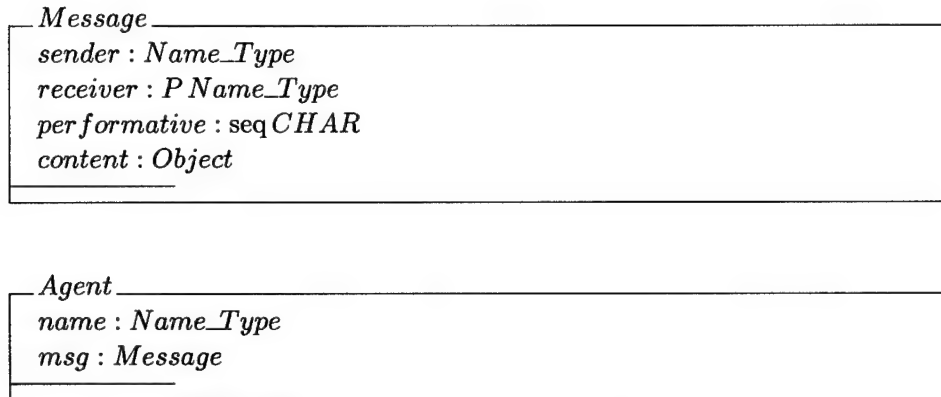 Message
sender : Name_Type
receiver : P Name_Type
performative : seq CHAR
content : Object
Agent
name : Name_Type
msg : Message